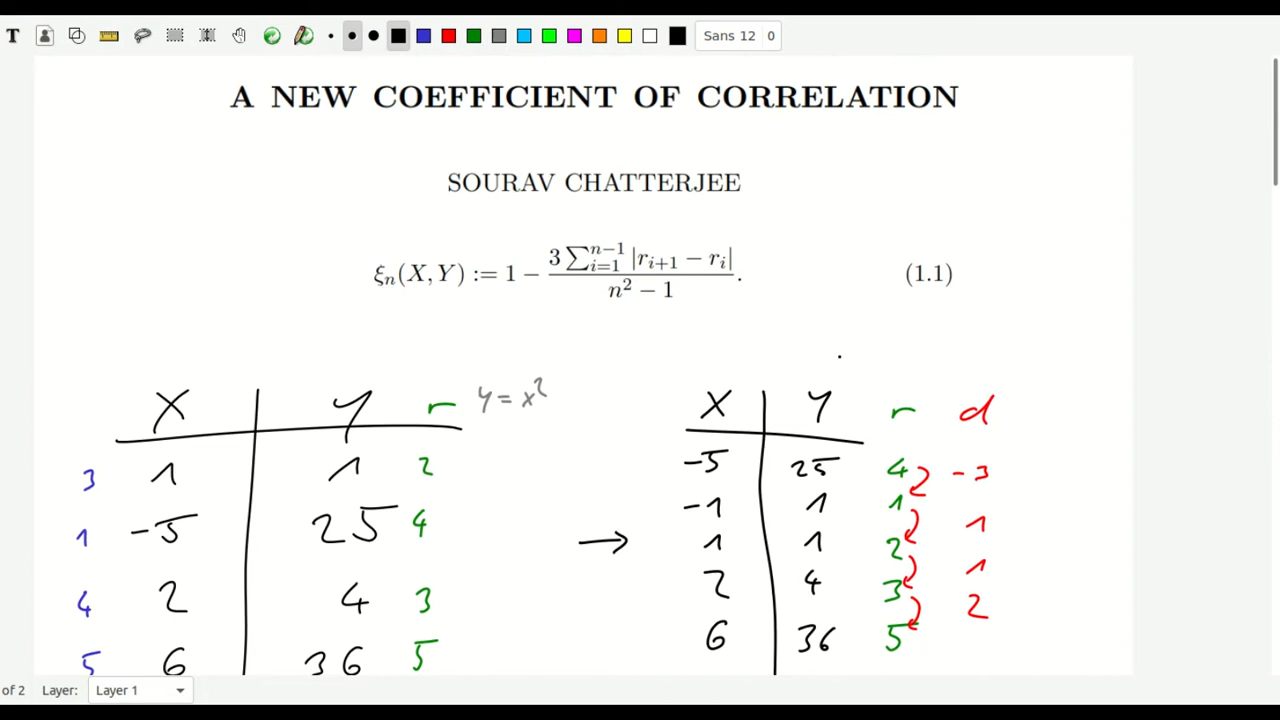 T Sans 12 0
A NEW COEFFICIENT OF CORRELATION
SOURAV CHATTERJEE
ξₙ(X, Y) := 1 − 3∑ⁿ⁻¹ᵢ₌₁ |rᵢ₊₁ − rᵢ| / n² − 1 . (1.1)
X Y r y = x²
3 1 1 2
1 -5 25 4
4 2 4 3
5 6 36 5
→
X Y r d
-5 25 4 -3
-1 1 1 1
1 1 2 1
2 4 3 2
6 36 5
of 2 Layer: Layer 1